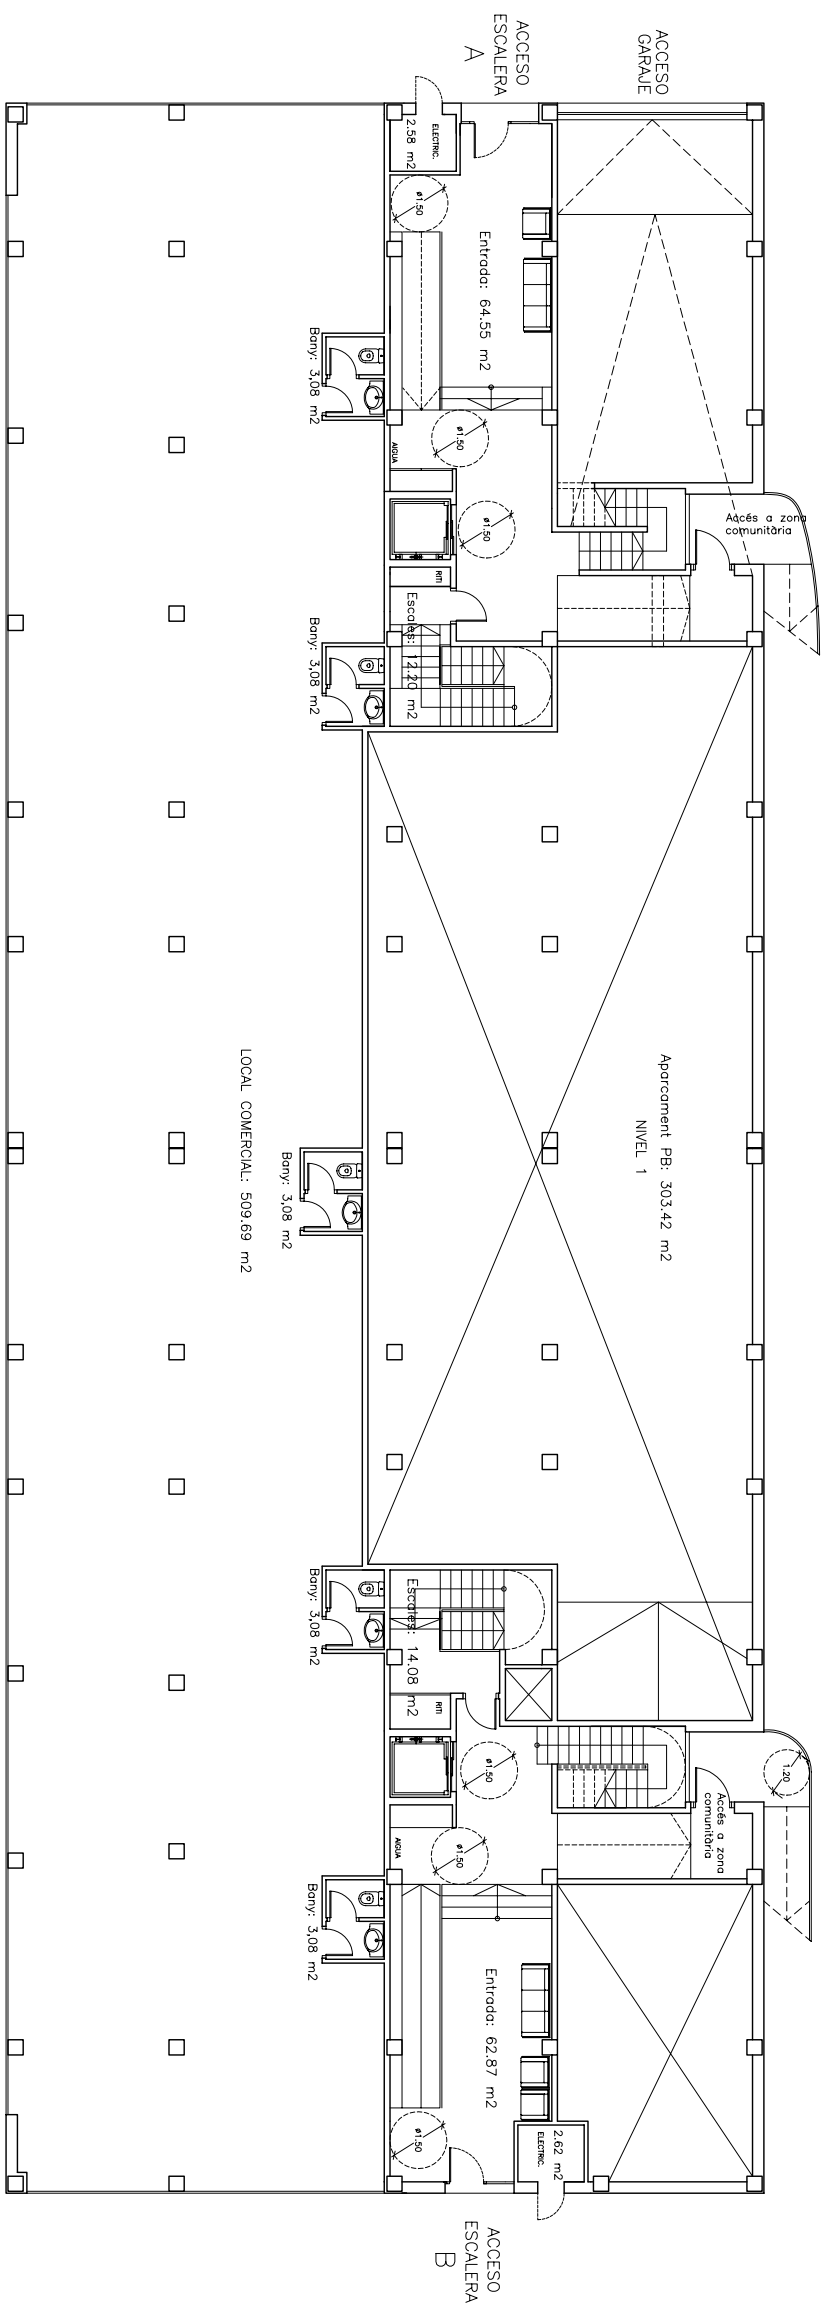 ACCESO
GARAJE
ACCESO
ESCALERA
A
ELECTRIC.
2.58 m2
ø1.50
Entrada: 64.55 m2
Bany: 3,08 m2
ø1.50
AIGUA
ø1.50
Accés a zona
comunitària
RITI
Escales: 12.20 m2
Bany: 3,08 m2
Aparcament PB: 303.42 m2
NIVEL 1
LOCAL COMERCIAL: 509.69 m2
Bany: 3,08 m2
Escales: 14.08 m2
Bany: 3,08 m2
RITI
ø1.50
1.20
Accés a zona
comunitària
AIGUA
ø1.50
Bany: 3,08 m2
Entrada: 62.87 m2
ø1.50
2.62 m2
ELECTRIC.
ACCESO
ESCALERA
B